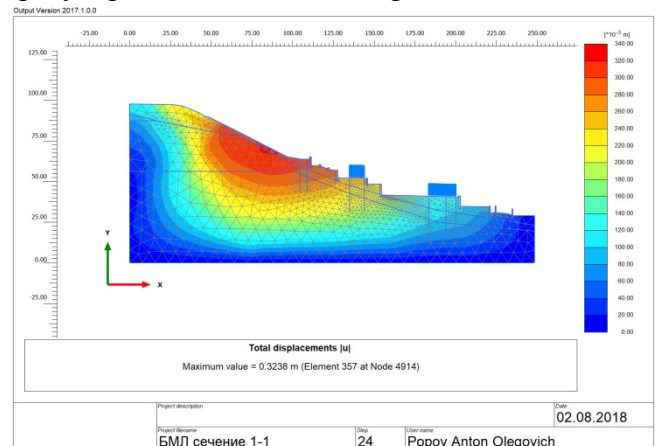 Output Version 2017.1.0.0
-25.00 0.00 25.00 50.00 75.00 100.00 125.00 150.00 175.00 200.00 225.00 250.00
[*10⁻³ m]
125.00
100.00
75.00
50.00
25.00
0.00
-25.00
340.00
320.00
300.00
280.00
260.00
240.00
220.00
200.00
180.00
160.00
140.00
120.00
100.00
80.00
60.00
40.00
20.00
0.00
Y
X
Total displacements |u|
Maximum value = 0.3238 m (Element 357 at Node 4914)
Project description
Date
02.08.2018
Project filename
Step
User name
БМЛ сечение 1-1
24
Popov Anton Olegovich